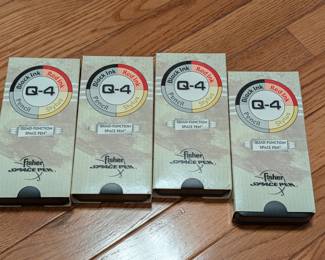 Black Ink
Red Ink
Q-4
Pencil
Stylus
QUAD-FUNCTION
SPACE PEN
fisher
SPACE PEN
Black Ink
Red Ink
Q-4
Pencil
Stylus
QUAD-FUNCTION
SPACE PEN
fisher
SPACE PEN
Black Ink
Red Ink
Q-4
Pencil
Stylus
QUAD-FUNCTION
SPACE PEN
fisher
SPACE PEN
Black Ink
Red Ink
Q-4
Pencil
Stylus
QUAD-FUNCTION
SPACE PEN
fisher
SPACE PEN